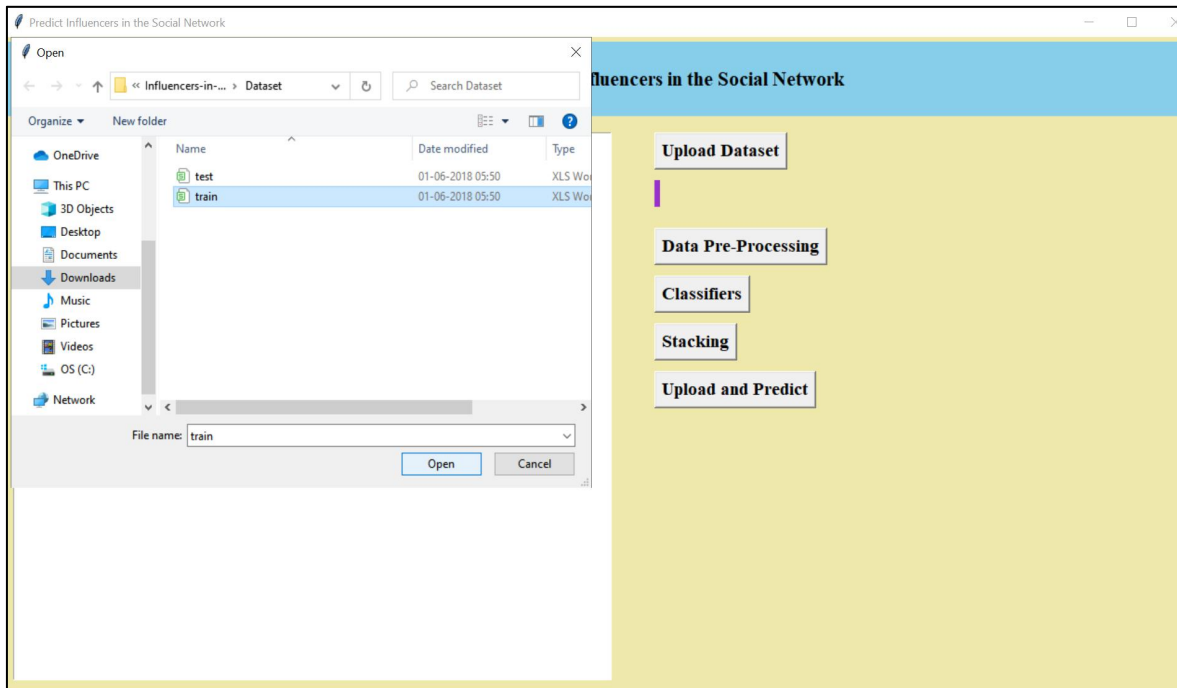 Predict Influencers in the Social Network
Open
« Influencers-in-... › Dataset
Search Dataset
fluencers in the Social Network
Organize
New folder
Name
Date modified
Type
OneDrive
This PC
3D Objects
Desktop
Documents
Downloads
Music
Pictures
Videos
OS (C:)
Network
test 01-06-2018 05:50 XLS Wor
train 01-06-2018 05:50 XLS Wor
File name: train
Open
Cancel
Upload Dataset
Data Pre-Processing
Classifiers
Stacking
Upload and Predict